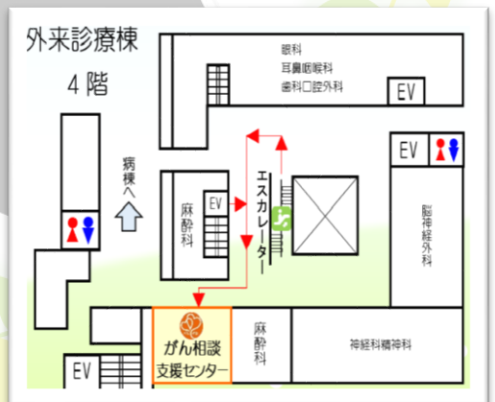 外来診療棟
4階
眼科
耳鼻咽喉科
歯科口腔外科
EV
EV
病棟へ
麻酔科
EV
エスカレーター
脳神経外科
がん相談
支援センター
麻酔科
神経科精神科
EV